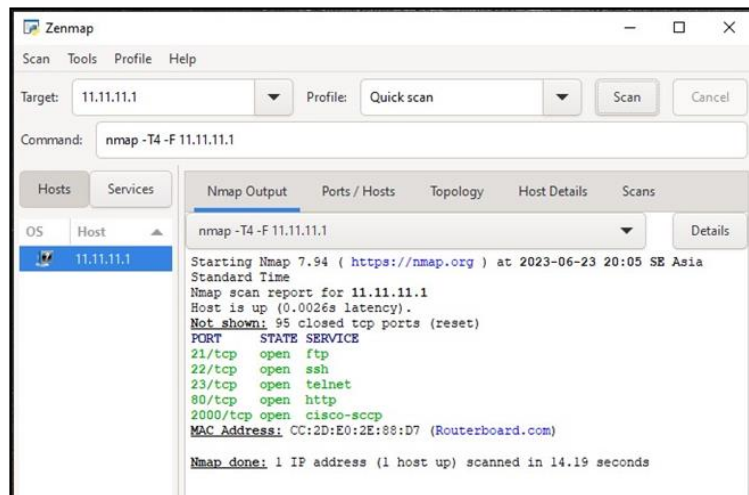 Zenmap
Scan Tools Profile Help
Target: 11.11.11.1 Profile: Quick scan Scan Cancel
Command: nmap -T4 -F 11.11.11.1
Hosts Services
Nmap Output Ports / Hosts Topology Host Details Scans
OS Host
nmap -T4 -F 11.11.11.1 Details
11.11.11.1
Starting Nmap 7.94 ( https://nmap.org ) at 2023-06-23 20:05 SE Asia
Standard Time
Nmap scan report for 11.11.11.1
Host is up (0.0026s latency).
Not shown: 95 closed tcp ports (reset)
PORT STATE SERVICE
21/tcp open ftp
22/tcp open ssh
23/tcp open telnet
80/tcp open http
2000/tcp open cisco-sccp
MAC Address: CC:2D:E0:2E:88:D7 (Routerboard.com)
Nmap done: 1 IP address (1 host up) scanned in 14.19 seconds